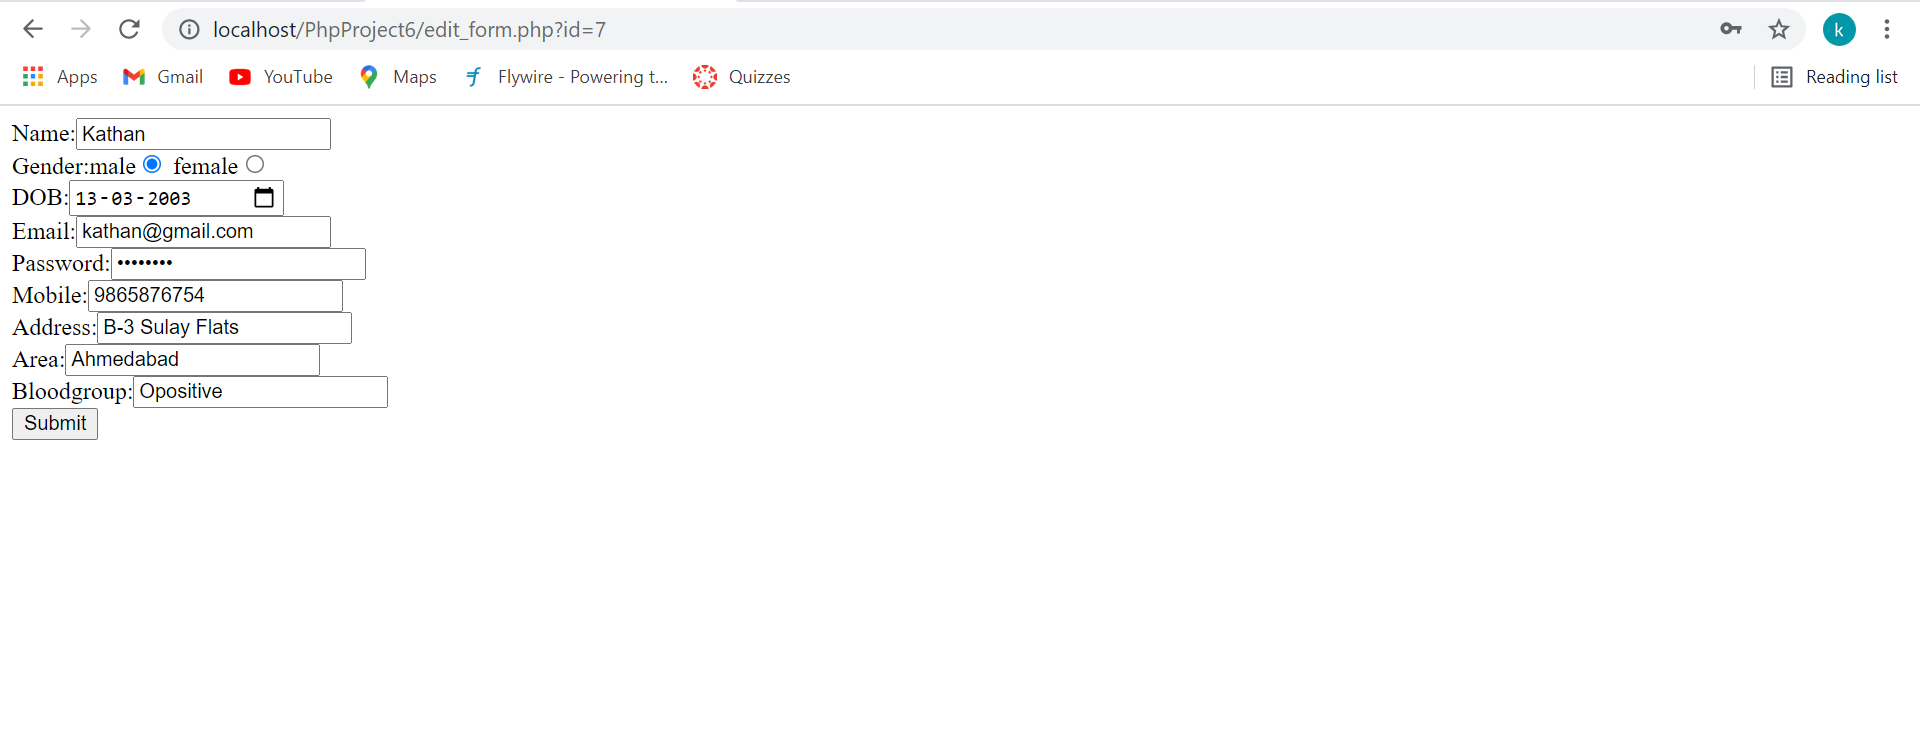 localhost/PhpProject6/edit_form.php?id=7 k
Apps Gmail YouTube Maps Flywire - Powering t... Quizzes Reading list
Name: Kathan
Gender:male female
DOB: 13-03-2003
Email: kathan@gmail.com
Password: ••••••••
Mobile: 9865876754
Address: B-3 Sulay Flats
Area: Ahmedabad
Bloodgroup: Opositive
Submit